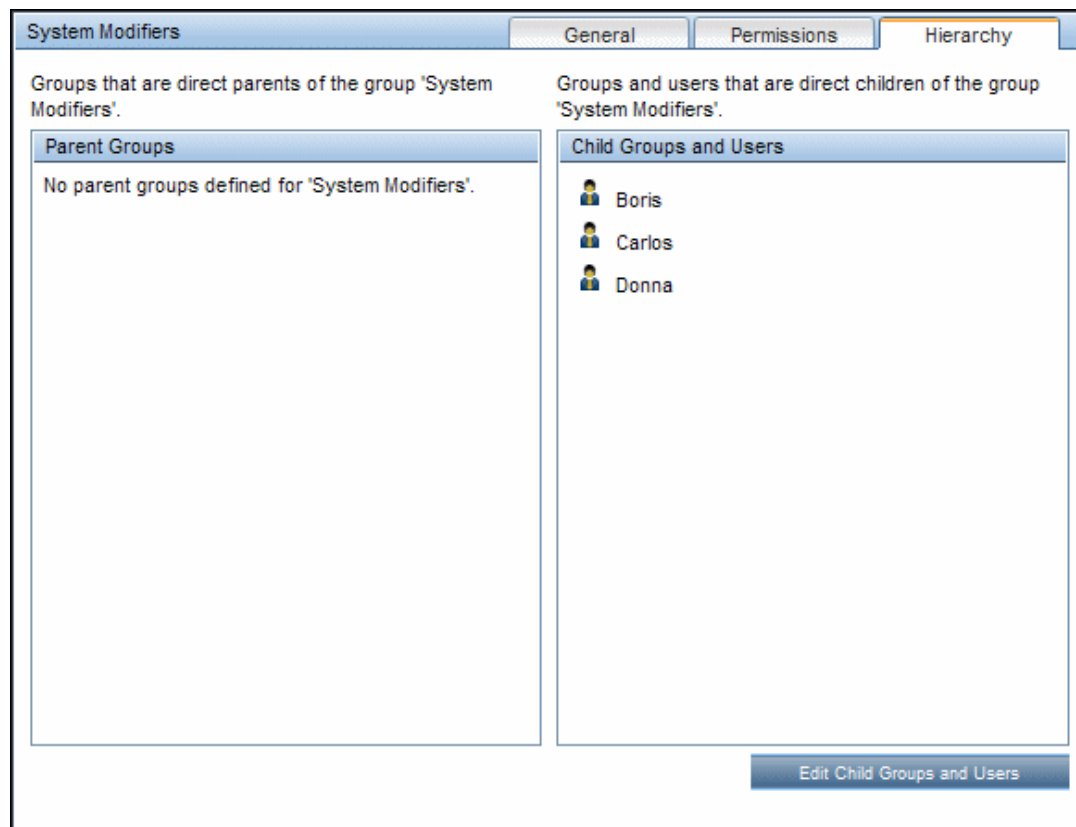 System Modifiers
General
Permissions
Hierarchy
Groups that are direct parents of the group 'System
Modifiers'.
Parent Groups
No parent groups defined for 'System Modifiers'.
Groups and users that are direct children of the group
'System Modifiers'.
Child Groups and Users
Boris
Carlos
Donna
Edit Child Groups and Users